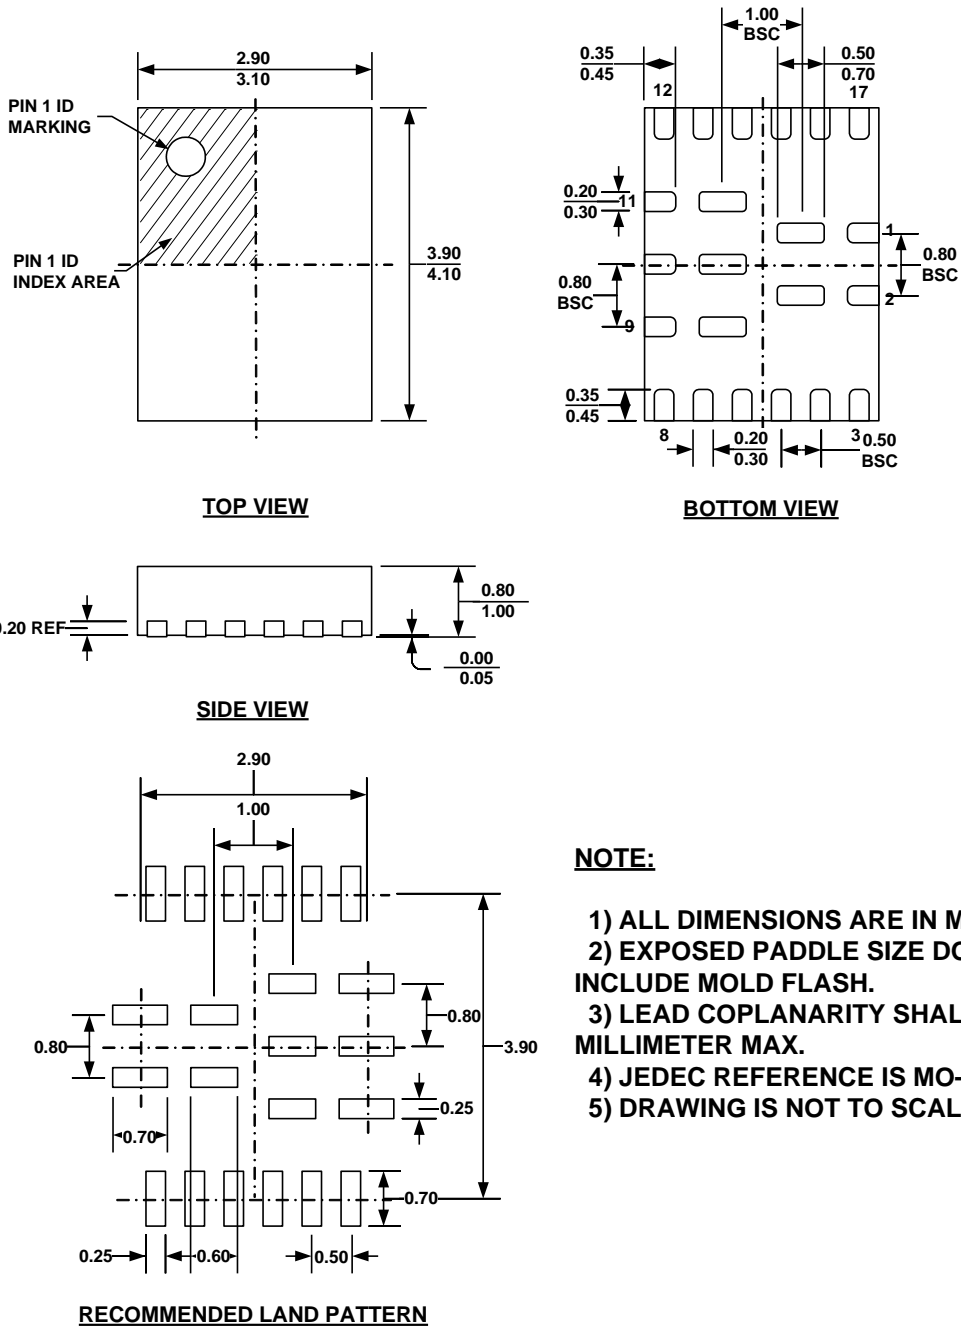 2.90
3.10
PIN 1 ID
MARKING
PIN 1 ID
INDEX AREA
3.90
4.10
TOP VIEW
1.00
BSC
0.35
0.45
0.50
0.70
12
17
0.20
0.30
11
1
0.80
BSC
0.80
BSC
2
9
0.35
0.45
8
0.20
0.30
3
0.50
BSC
BOTTOM VIEW
0.80
1.00
0.20 REF
0.00
0.05
SIDE VIEW
2.90
1.00
0.80
0.80
3.90
0.25
0.70
0.70
0.25
0.60
0.50
RECOMMENDED LAND PATTERN
NOTE:
1) ALL DIMENSIONS ARE IN M
2) EXPOSED PADDLE SIZE DO
INCLUDE MOLD FLASH.
3) LEAD COPLANARITY SHAL
MILLIMETER MAX.
4) JEDEC REFERENCE IS MO-
5) DRAWING IS NOT TO SCAL